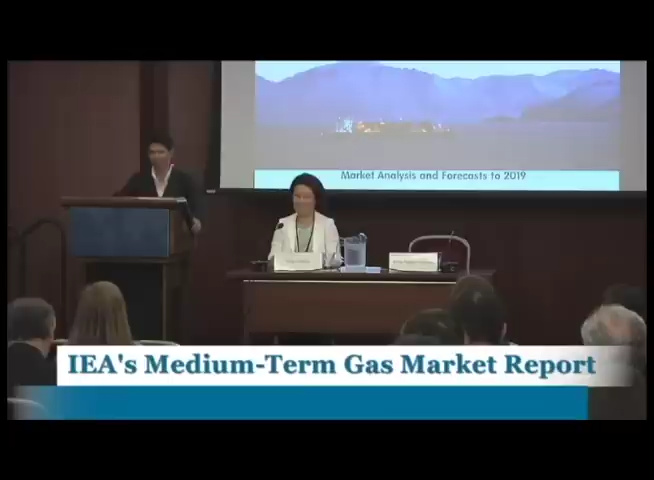 Market Analysis and Forecasts to 2019
IEA's Medium-Term Gas Market Report